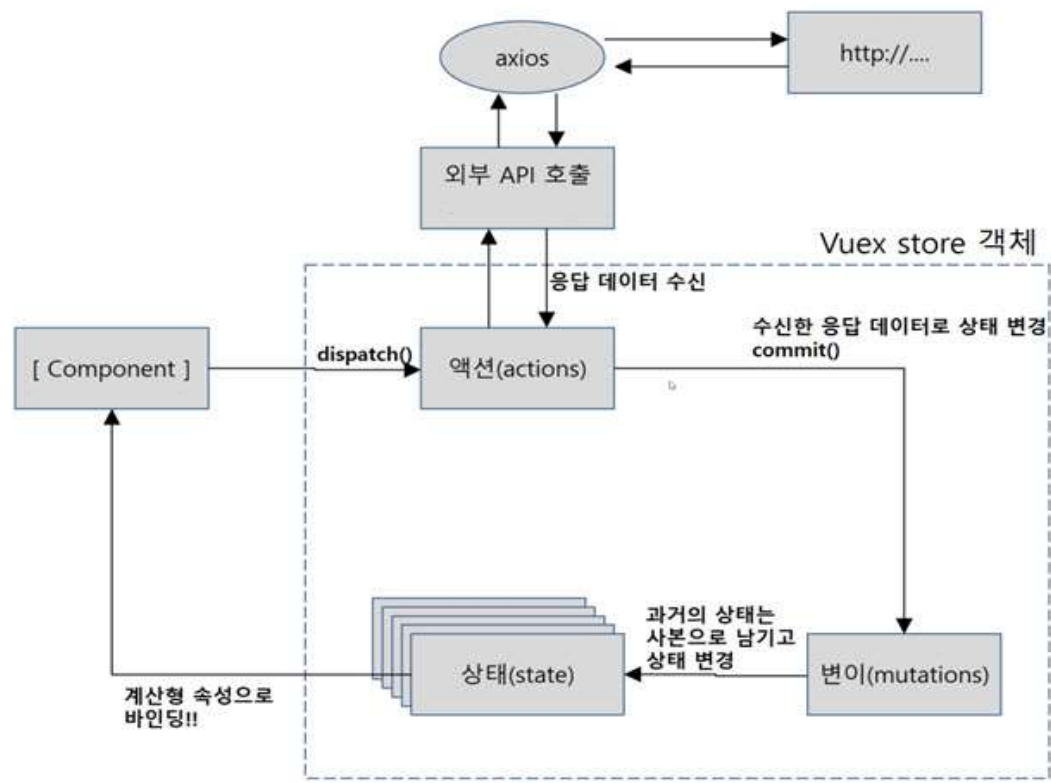 axios
http://....
외부 API 호출
Vuex store 객체
응답 데이터 수신
수신한 응답 데이터로 상태 변경
commit()
[ Component ]
dispatch()
액션(actions)
과거의 상태는
사본으로 남기고
상태 변경
상태(state)
변이(mutations)
계산형 속성으로
바인딩!!